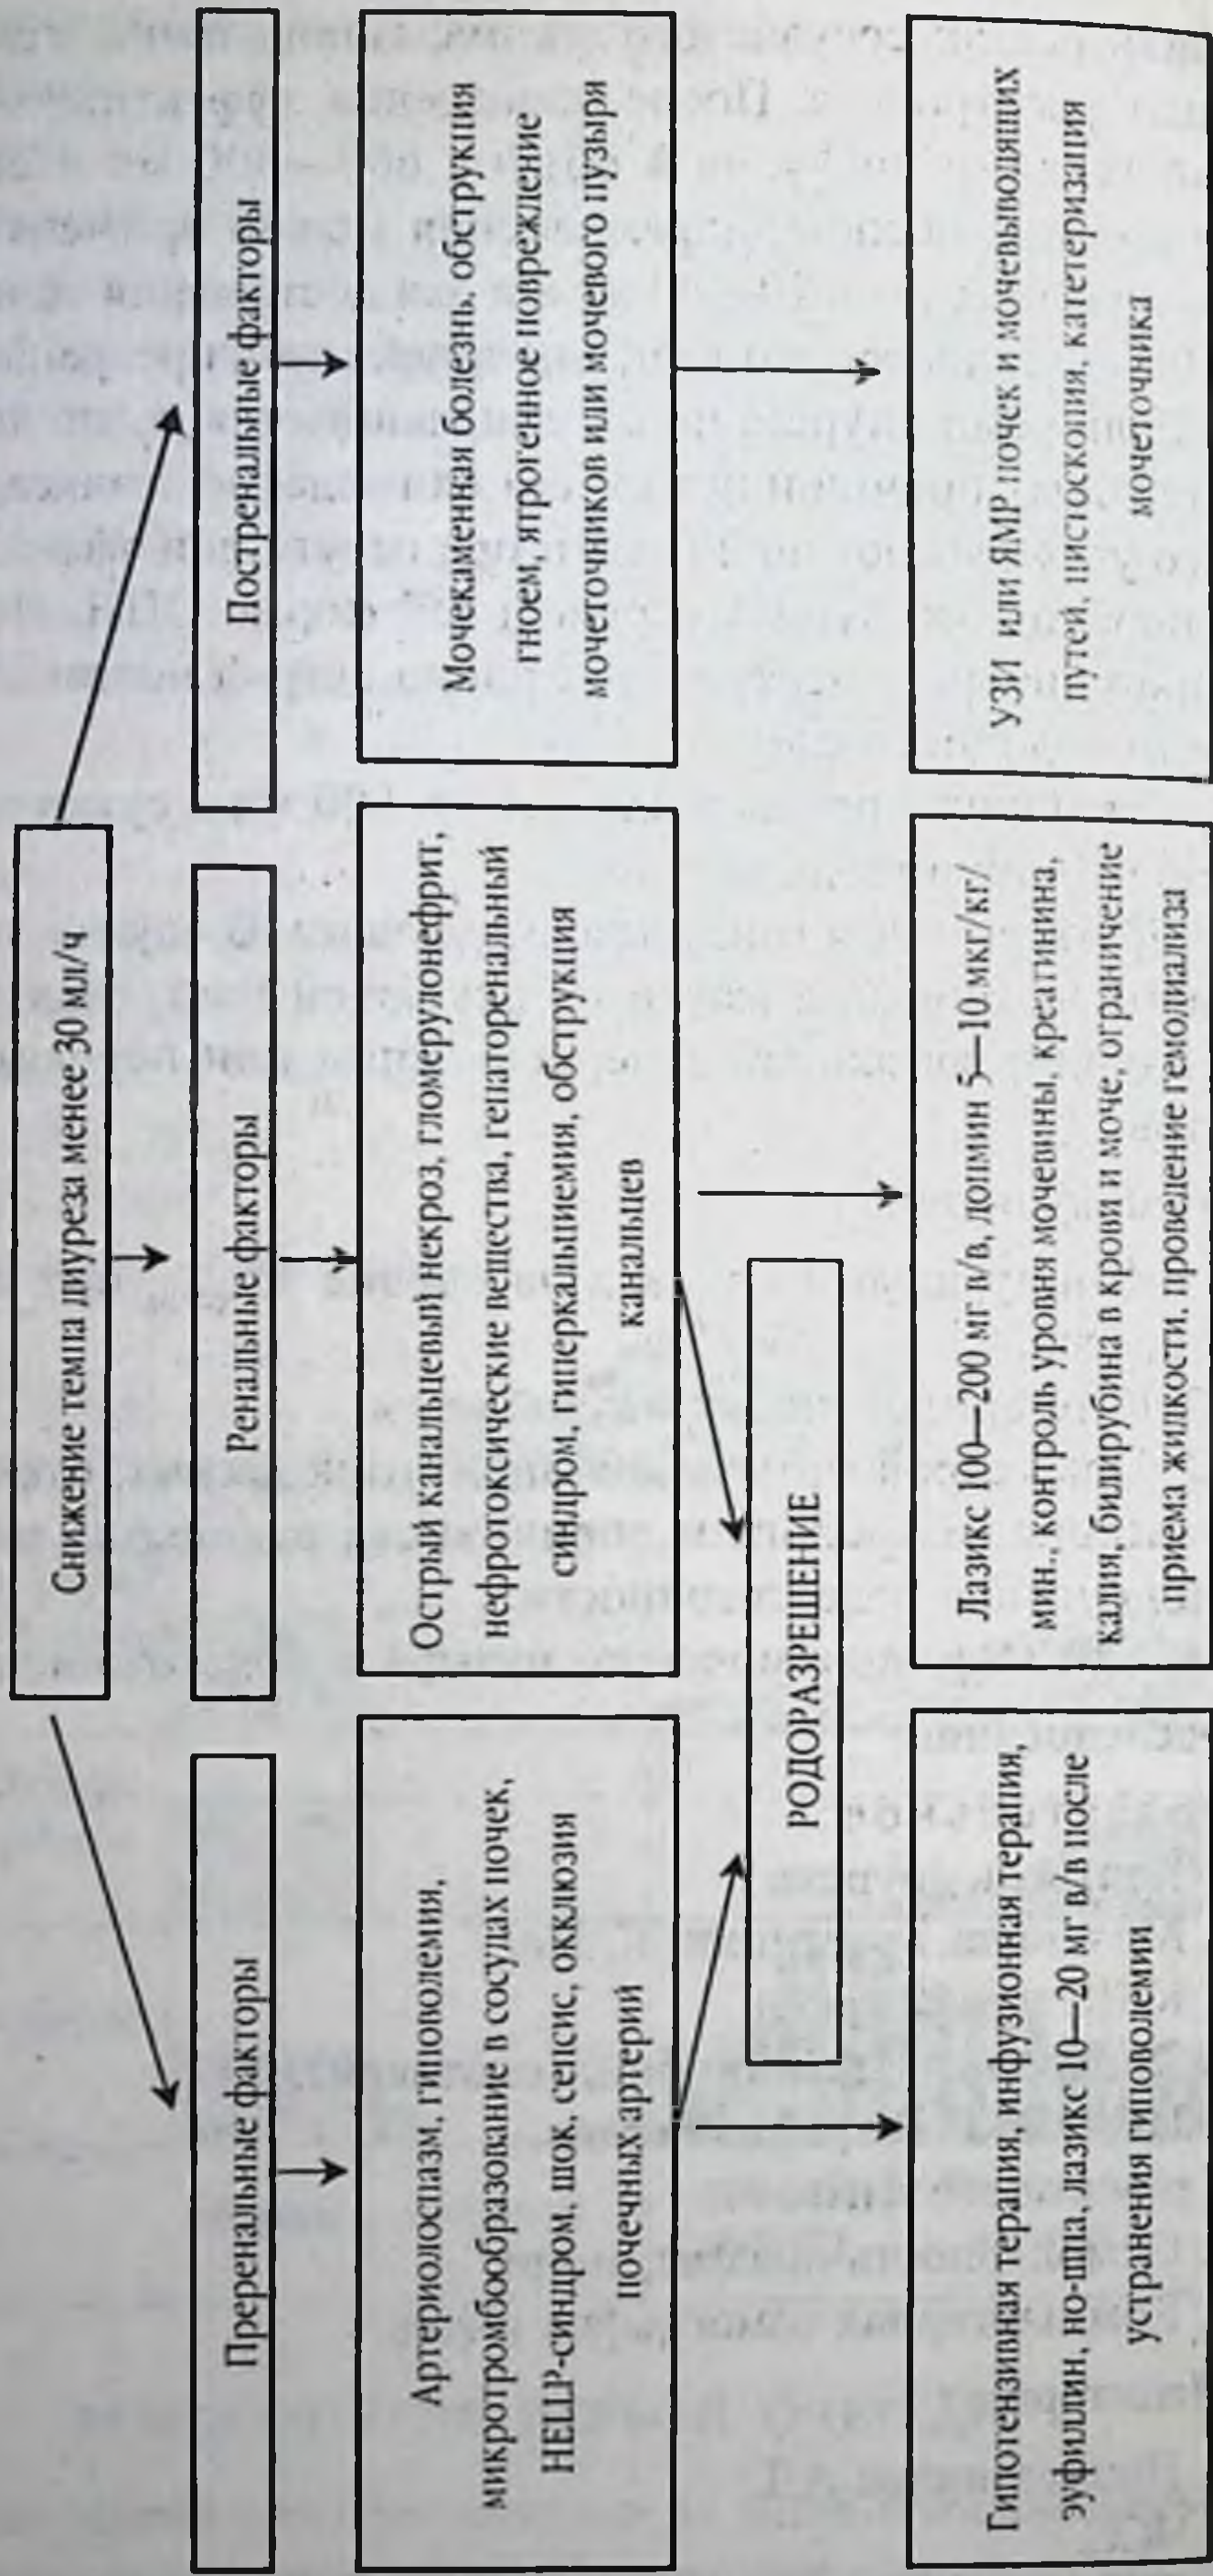 Снижение темпа диуреза менее 30 мл/ч
Преренальные факторы
Ренальные факторы
Постренальные факторы
Артериолоспазм, гиповолемия,
микротромбообразование в сосудах почек,
HELLP-синдром, шок, сепсис, окклюзия
почечных артерий
Острый канальцевый некроз, гломерулонефрит,
нефротоксические вещества, гепаторенальный
синдром, гиперкальциемия, обструкция
канальцев
Мочекаменная болезнь, обструкция
гноем, ятрогенное повреждение
мочеточников или мочевого пузыря
РОДОРАЗРЕШЕНИЕ
Гипотензивная терапия, инфузионная терапия,
эуфиллин, но-шпа, лазикс 10—20 мг в/в после
устранения гиповолемии
Лазикс 100—200 мг в/в, допмин 5—10 мкг/кг/
мин., контроль уровня мочевины, креатинина,
калия, билирубина в крови и моче, ограничение
приема жидкости, проведение гемодиализа
УЗИ или ЯМР почек и мочевыводящих
путей, цистоскопия, катетеризация
мочеточника